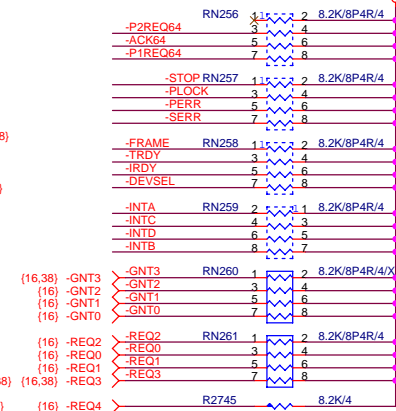 RN256 1 1 2 8.2K/8P4R/4
-P2REQ64 3 4
-ACK64 5 6
-P1REQ64 7 8
-STOP RN257 1 1 2 8.2K/8P4R/4
-PLOCK 3 4
-PERR 5 6
-SERR 7 8
8}
-FRAME RN258 1 1 2 8.2K/8P4R/4
-TRDY 3 4
-IRDY 5 6
-DEVSEL 7 8
}
-INTA RN259 2 1 1 8.2K/8P4R/4
-INTC 4 3
-INTD 6 5
-INTB 8 7
{16,38} -GNT3 -GNT3 RN260 1 2 8.2K/8P4R/4/X
{16} -GNT2 -GNT2 3 4
{16} -GNT1 -GNT1 5 6
{16} -GNT0 -GNT0 7 8
{16} -REQ2 -REQ2 RN261 1 2 8.2K/8P4R/4
{16} -REQ0 -REQ0 3 4
{16} -REQ1 -REQ1 5 6
8} {16,38} -REQ3 -REQ3 7 8
} {16} -REQ4 R2745 8.2K/4